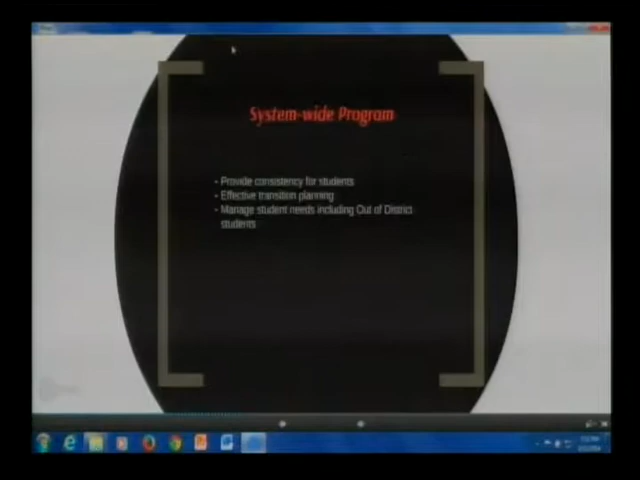 System-wide Program
- Provide consistency for students
- Effective transition planning
- Manage student needs including Out of District
students